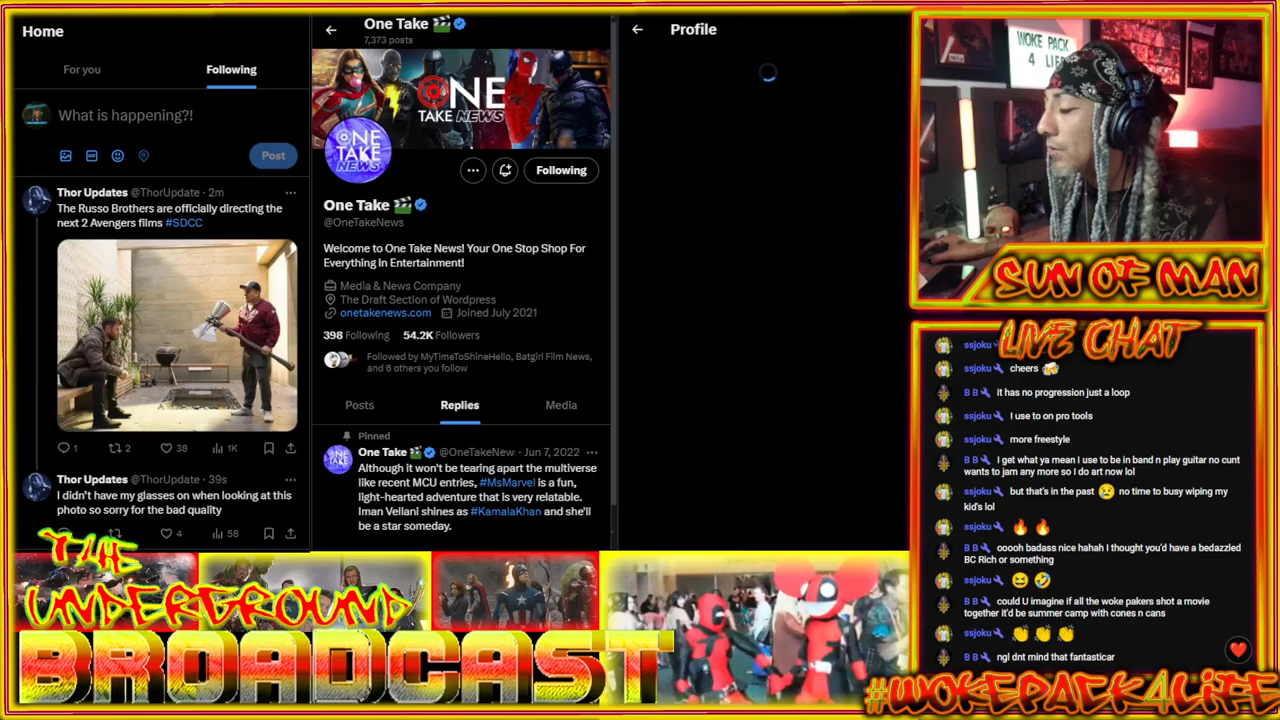 Home
For you
Following
What is happening?!
Post
Thor Updates @ThorUpdate · 2m
The Russo Brothers are officially directing the
next 2 Avengers films #SDCC
1
2
38
1K
Thor Updates @ThorUpdate · 39s
I didn't have my glasses on when looking at this
photo so sorry for the bad quality
4
58
One Take
7,373 posts
ONE
TAKE NEWS
ONE
TAKE
NEWS
Following
One Take
@OneTakeNews
Welcome to One Take News! Your One Stop Shop For
Everything In Entertainment!
Media & News Company
The Draft Section of Wordpress
onetakenews.com Joined July 2021
398 Following 54.2K Followers
Followed by MyTimeToShineHello, Batgirl Film News,
and 6 others you follow
Posts
Replies
Media
Pinned
One Take @OneTakeNew · Jun 7, 2022
Although it won't be tearing apart the multiverse
like recent MCU entries, #MsMarvel is a fun,
light-hearted adventure that is very relatable.
Iman Vellani shines as #KamalaKhan and she'll
be a star someday.
Profile
WOKE PACK
4
LIFE
SUN OF MAN
LIVE CHAT
ssjoku
ssjoku cheers
B B it has no progression just a loop
ssjoku I use to on pro tools
ssjoku more freestyle
B B I get what ya mean I use to be in band n play guitar no cunt
wants to jam any more so I do art now lol
ssjoku but that's in the past 😢 no time to busy wiping my
kid's lol
ssjoku 🔥 🔥
B B ooooh badass nice hahah I thought you'd have a bedazzled
BC Rich or something
ssjoku 😆 🤣
B B could U imagine if all the woke pakers shot a movie
together it'd be summer camp with cones n cans
ssjoku 👏 👏 👏
B B ngl dnt mind that fantasticar
THE
UNDERGROUND
BROADCAST
#WOKEPACK4LIFE